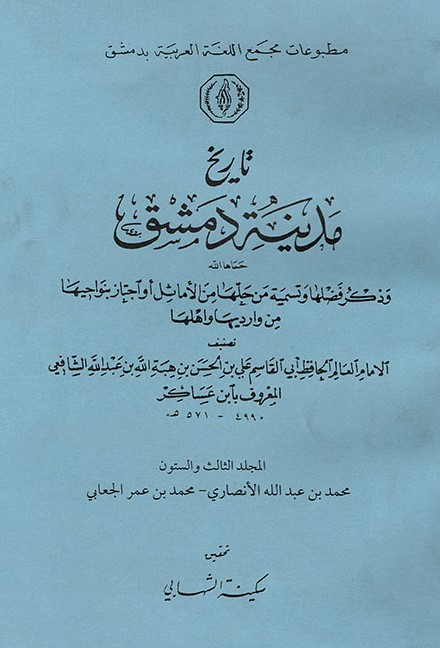 مطبوعات مجمع اللغة العربية بدمشق
تاريخ
مدينة دمشق
حماها الله
وذكر فضلها وتسمية من حلها من الأماثل أو اجتاز بنواحيها
من وارديها وأهلها
تصنيف
الامام العالم الحافظ أبي القاسم علي بن الحسن بن هبة الله بن عبد الله الشافعي
المعروف بابن عساكر
٤٩٩ - ٥٧١ هـ
المجلد الثالث والستون
محمد بن عبد الله الأنصاري - محمد بن عمر الجعابي
تحقيق
سكينة الشهابي